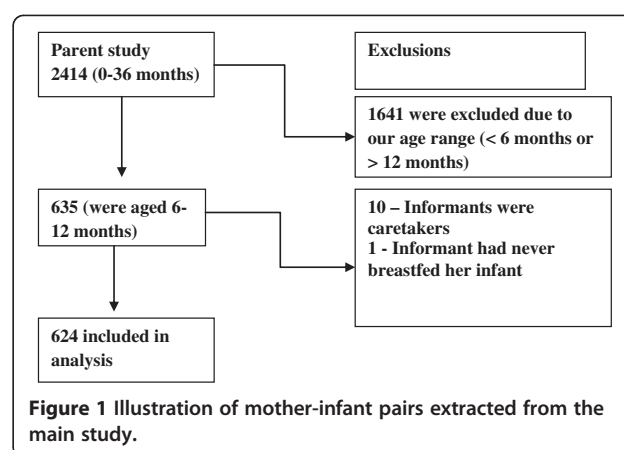 Parent study
2414 (0-36 months)
Exclusions
1641 were excluded due to
our age range (< 6 months or
> 12 months)
635 (were aged 6-
12 months)
10 – Informants were
caretakers
1 - Informant had never
breastfed her infant
624 included in
analysis
Figure 1 Illustration of mother-infant pairs extracted from the
main study.